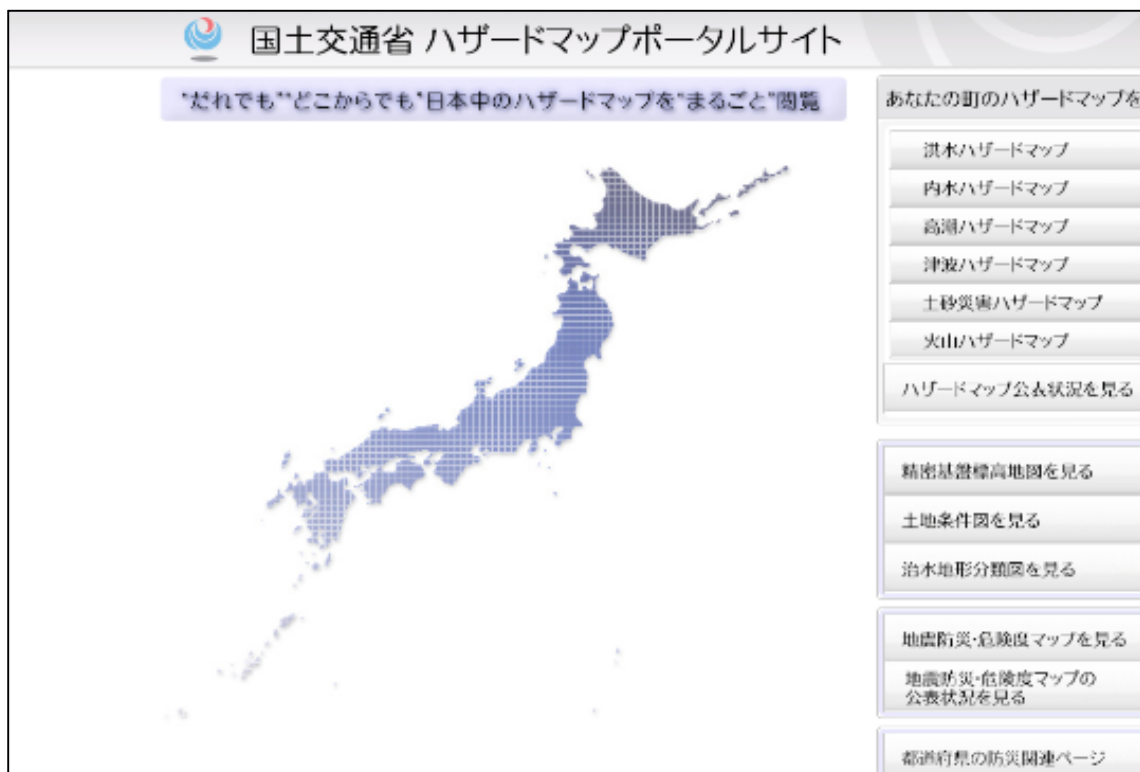 国土交通省 ハザードマップポータルサイト
"だれでも""どこからでも"日本中のハザードマップを"まるごと"閲覧
あなたの町のハザードマップを
洪水ハザードマップ
内水ハザードマップ
高潮ハザードマップ
津波ハザードマップ
土砂災害ハザードマップ
火山ハザードマップ
ハザードマップ公表状況を見る
精密基盤標高地図を見る
土地条件図を見る
治水地形分類図を見る
地震防災・危険度マップを見る
地震防災・危険度マップの
公表状況を見る
都道府県の防災関連ページ